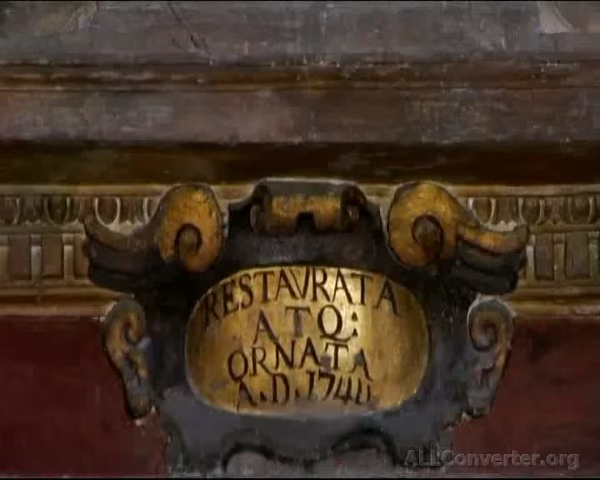 RESTAVRATA
ATQ:
ORNATA
A.D.1740
ALLConverter.org